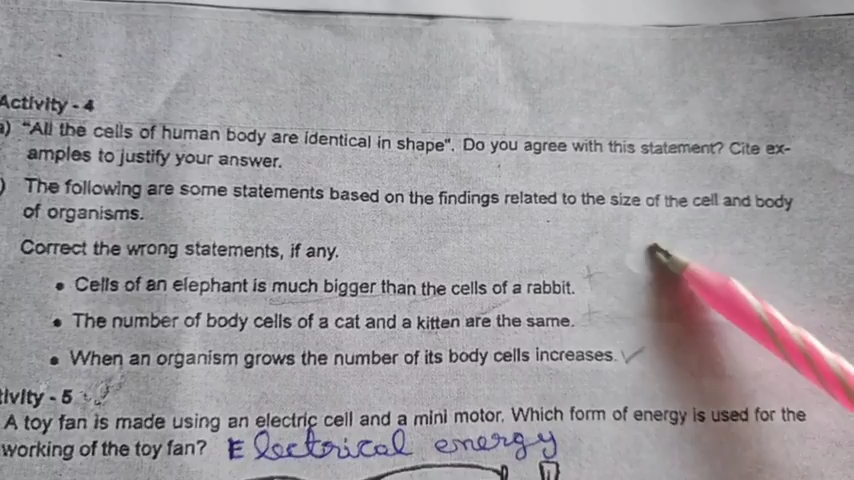 Activity - 4
a) "All the cells of human body are identical in shape". Do you agree with this statement? Cite ex-
amples to justify your answer.
) The following are some statements based on the findings related to the size of the cell and body
of organisms.
Correct the wrong statements, if any.
• Cells of an elephant is much bigger than the cells of a rabbit.
• The number of body cells of a cat and a kitten are the same.
• When an organism grows the number of its body cells increases. ✓
tivity - 5
A toy fan is made using an electric cell and a mini motor. Which form of energy is used for the
working of the toy fan? Electrical energy